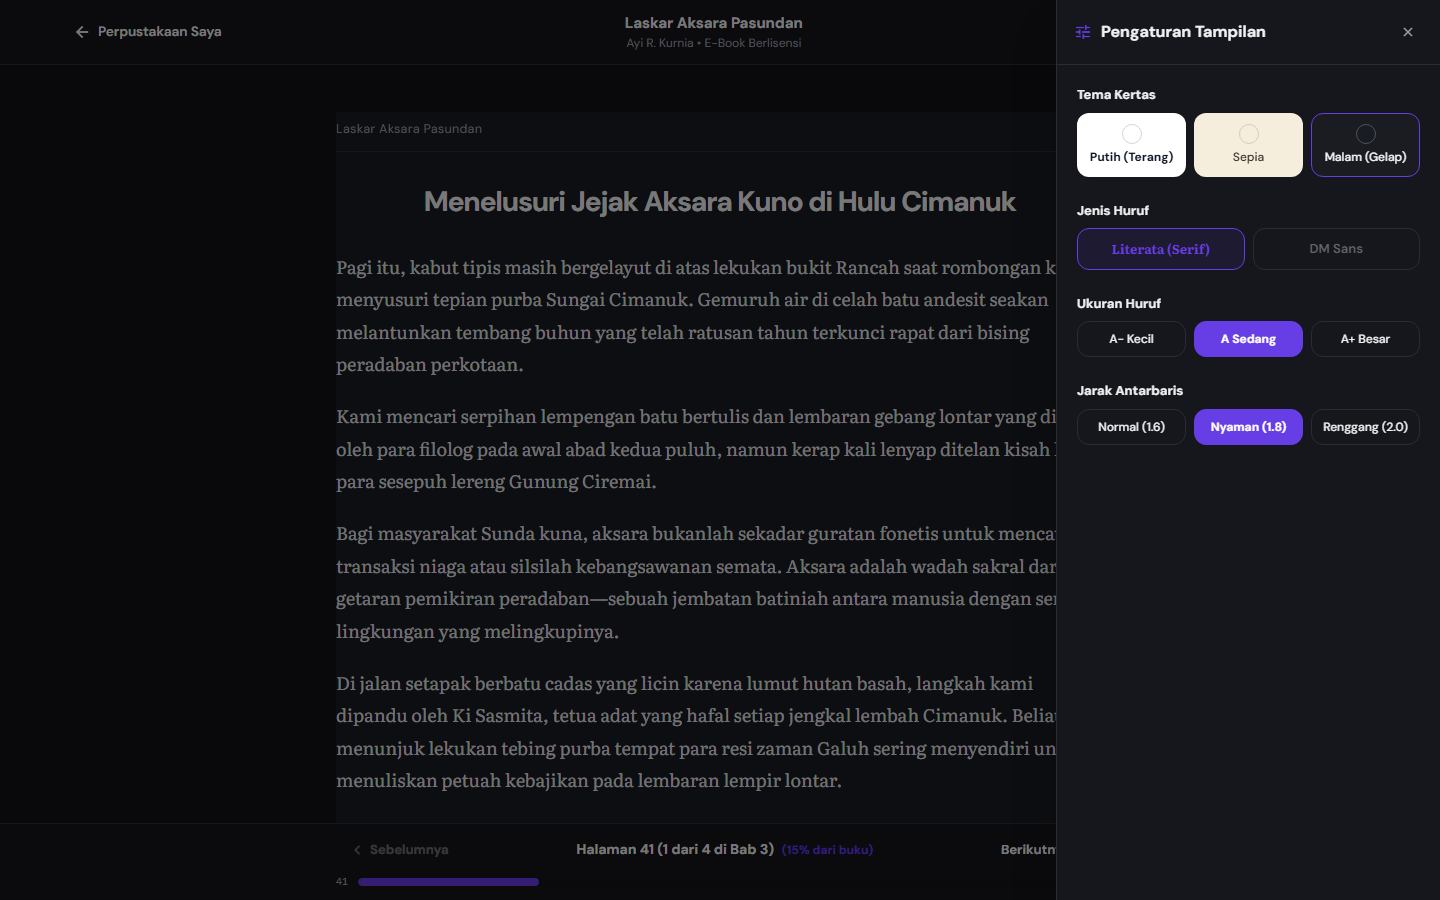 Perpustakaan Saya
Laskar Aksara Pasundan
Ayi R. Kurnia • E-Book Berlisensi
Laskar Aksara Pasundan
Menelusuri Jejak Aksara Kuno di Hulu Cimanuk
Pagi itu, kabut tipis masih bergelayut di atas lekukan bukit Rancah saat rombongan
menyusuri tepian purba Sungai Cimanuk. Gemuruh air di celah batu andesit seakan
melantunkan tembang buhun yang telah ratusan tahun terkunci rapat dari bising
peradaban perkotaan.
Kami mencari serpihan lempengan batu bertulis dan lembaran gebang lontar yang
oleh para filolog pada awal abad kedua puluh, namun kerap kali lenyap ditelan kisah
para sesepuh lereng Gunung Ciremai.
Bagi masyarakat Sunda kuna, aksara bukanlah sekadar guratan fonetis untuk
transaksi niaga atau silsilah kebangsawanan semata. Aksara adalah wadah sakral
getaran pemikiran peradaban—sebuah jembatan batiniah antara manusia dengan
lingkungan yang melingkupinya.
Di jalan setapak berbatu cadas yang licin karena lumut hutan basah, langkah kami
dipandu oleh Ki Sasmita, tetua adat yang hafal setiap jengkal lembah Cimanuk.
menunjuk lekukan tebing purba tempat para resi zaman Galuh sering menyendiri
menuliskan petuah kebajikan pada lembaran lempir lontar.
Sebelumnya
Halaman 41 (1 dari 4 di Bab 3) (15% dari buku)
41
Pengaturan Tampilan
Tema Kertas
Putih (Terang)
Sepia
Malam (Gelap)
Jenis Huruf
Literata (Serif)
DM Sans
Ukuran Huruf
A- Kecil
A Sedang
A+ Besar
Jarak Antarbaris
Normal (1.6)
Nyaman (1.8)
Renggang (2.0)